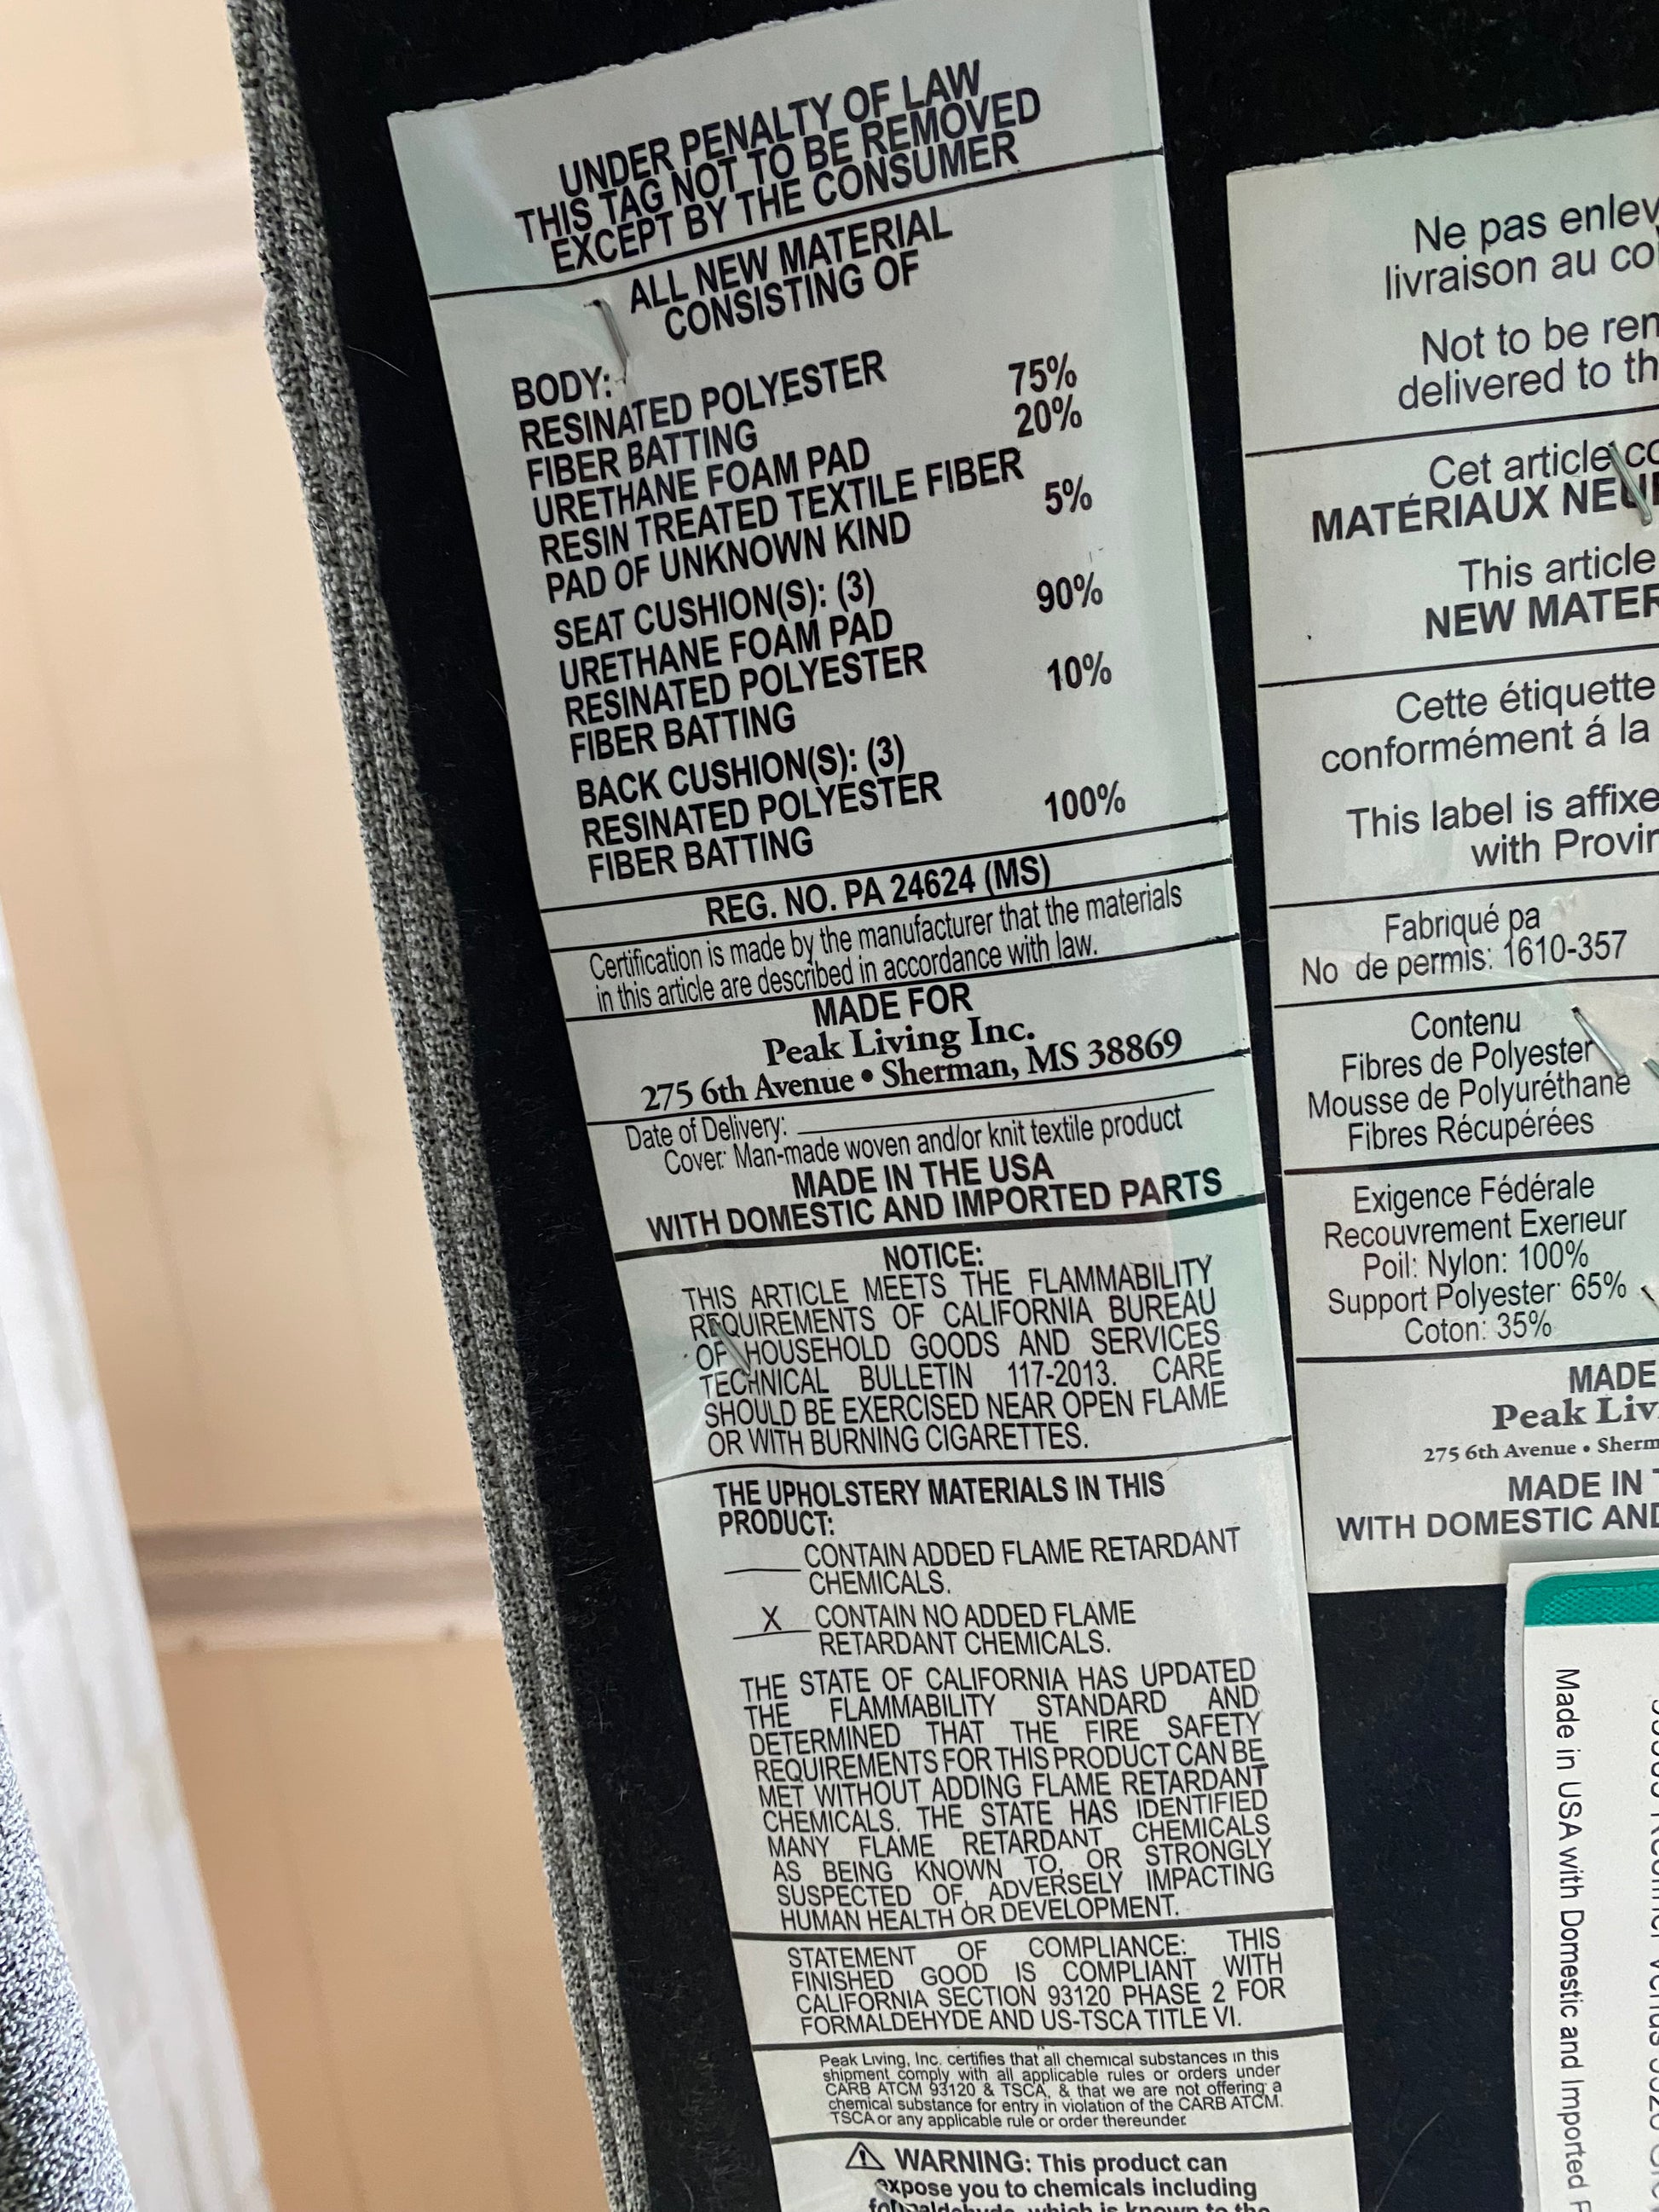 UNDER PENALTY OF LAW
THIS TAG NOT TO BE REMOVED
EXCEPT BY THE CONSUMER
ALL NEW MATERIAL
CONSISTING OF
BODY:
RESINATED POLYESTER 75%
FIBER BATTING
URETHANE FOAM PAD 20%
RESIN TREATED TEXTILE FIBER
PAD OF UNKNOWN KIND 5%
SEAT CUSHION(S): (3)
URETHANE FOAM PAD 90%
RESINATED POLYESTER
FIBER BATTING 10%
BACK CUSHION(S): (3)
RESINATED POLYESTER
FIBER BATTING 100%
REG. NO. PA 24624 (MS)
Certification is made by the manufacturer that the materials
in this article are described in accordance with law.
MADE FOR
Peak Living Inc.
275 6th Avenue • Sherman, MS 38869
Date of Delivery:
Cover: Man-made woven and/or knit textile product
MADE IN THE USA
WITH DOMESTIC AND IMPORTED PARTS
NOTICE:
THIS ARTICLE MEETS THE FLAMMABILITY
REQUIREMENTS OF CALIFORNIA BUREAU
OF HOUSEHOLD GOODS AND SERVICES
TECHNICAL BULLETIN 117-2013. CARE
SHOULD BE EXERCISED NEAR OPEN FLAME
OR WITH BURNING CIGARETTES.
THE UPHOLSTERY MATERIALS IN THIS
PRODUCT:
CONTAIN ADDED FLAME RETARDANT
CHEMICALS.
X CONTAIN NO ADDED FLAME
RETARDANT CHEMICALS.
THE STATE OF CALIFORNIA HAS UPDATED
THE FLAMMABILITY STANDARD AND
DETERMINED THAT THE FIRE SAFETY
REQUIREMENTS FOR THIS PRODUCT CAN BE
MET WITHOUT ADDING FLAME RETARDANT
CHEMICALS. THE STATE HAS IDENTIFIED
MANY FLAME RETARDANT CHEMICALS
AS BEING KNOWN TO, OR STRONGLY
SUSPECTED OF, ADVERSELY IMPACTING
HUMAN HEALTH OR DEVELOPMENT.
STATEMENT OF COMPLIANCE: THIS
FINISHED GOOD IS COMPLIANT WITH
CALIFORNIA SECTION 93120 PHASE 2 FOR
FORMALDEHYDE AND US-TSCA TITLE VI.
Peak Living, Inc. certifies that all chemical substances in this
shipment comply with all applicable rules or orders under
CARB ATCM 93120 & TSCA, & that we are not offering a
chemical substance for entry in violation of the CARB ATCM.
TSCA or any applicable rule or order thereunder.
⚠ WARNING: This product can
expose you to chemicals including
formaldehyde, which is known to the
Ne pas enlev
livraison au co
Not to be ren
delivered to th
Cet article co
MATÉRIAUX NEU
This article
NEW MATER
Cette étiquette
conformément á la
This label is affixe
with Provin
Fabriqué pa
No de permis: 1610-357
Contenu
Fibres de Polyester
Mousse de Polyuréthane
Fibres Récupérées
Exigence Fédérale
Recouvrement Exerieur
Poil: Nylon: 100%
Support Polyester: 65%
Coton: 35%
MADE
Peak Liv
275 6th Avenue • Sherm
MADE IN
WITH DOMESTIC AND
Made in USA with Domestic and Imported